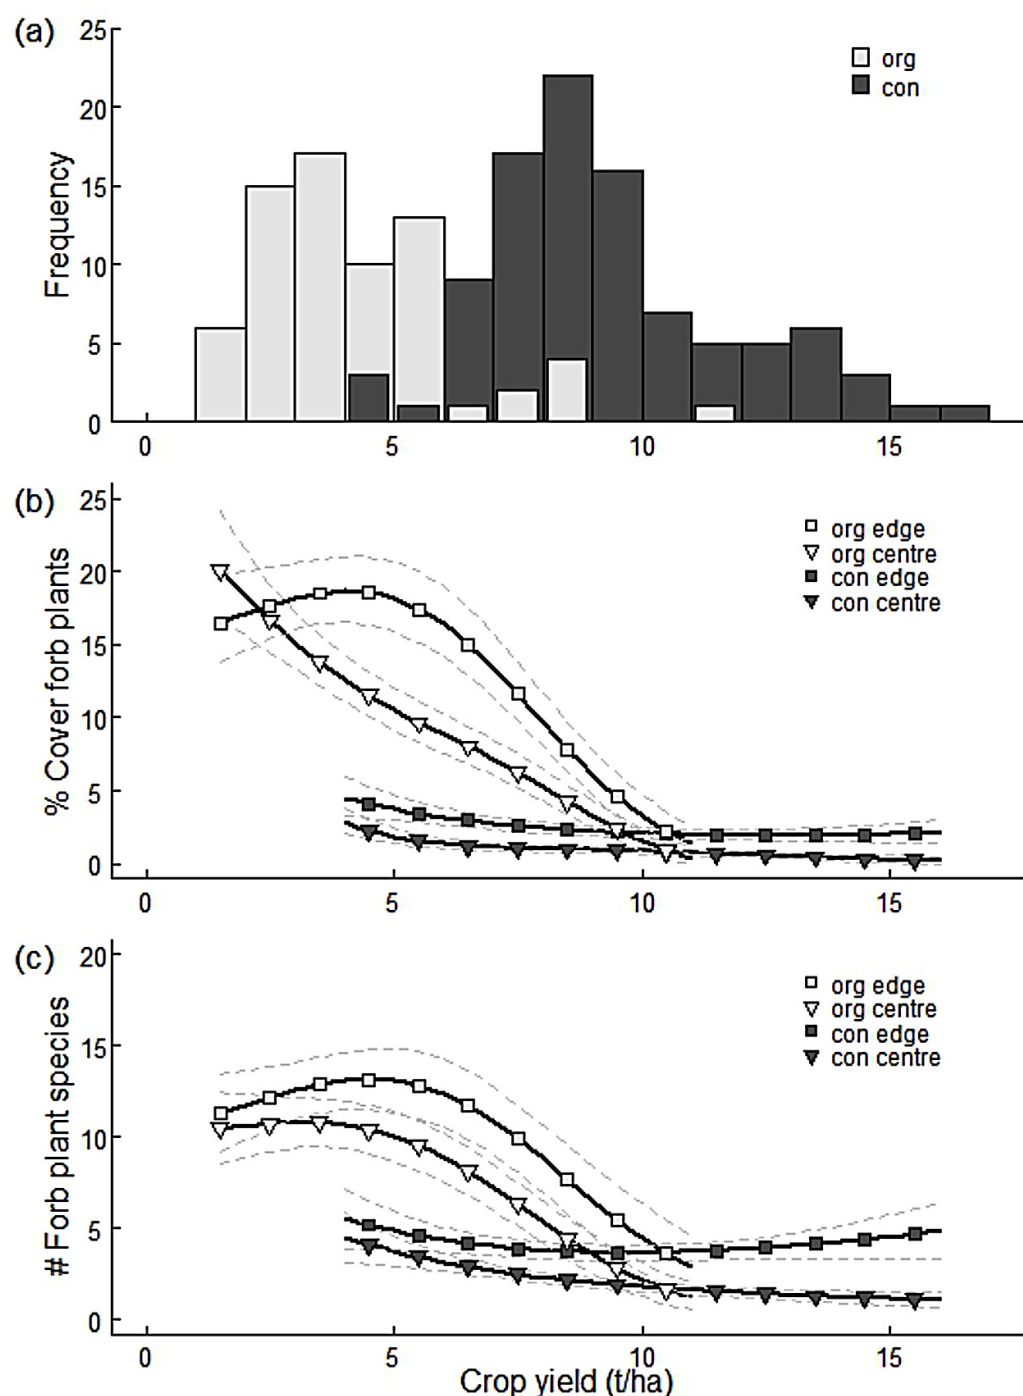 (a)
25
20
15
10
5
0
Frequency
org
con
0 5 10 15
(b)
25
20
15
10
5
0
% Cover forb plants
org edge
org centre
con edge
con centre
0 5 10 15
(c)
20
15
10
5
0
# Forb plant species
org edge
org centre
con edge
con centre
0 5 10 15
Crop yield (t/ha)